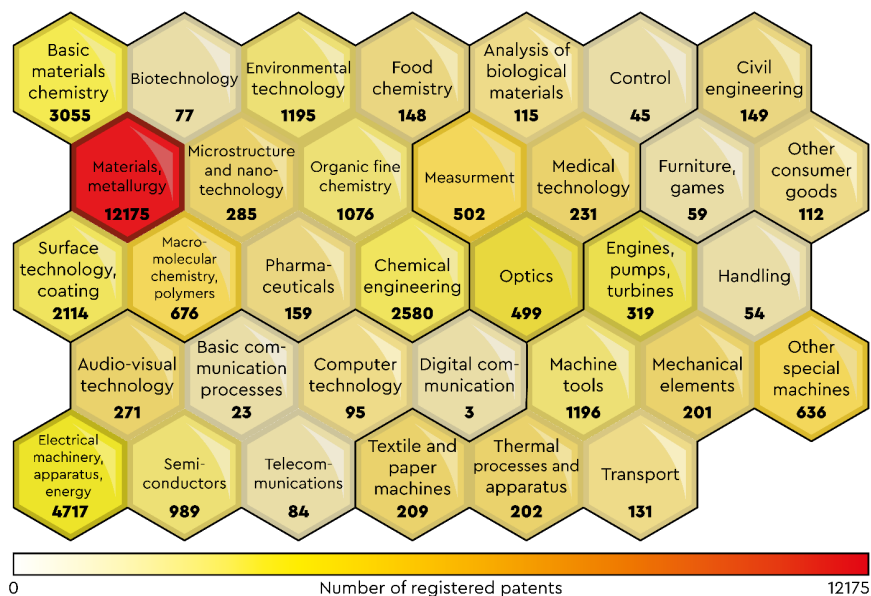 Basic
materials
chemistry
3055
Biotechnology
77
Environmental
technology
1195
Food
chemistry
148
Analysis of
biological
materials
115
Control
45
Civil
engineering
149
Materials,
metallurgy
12175
Microstructure
and nano-
technology
285
Organic fine
chemistry
1076
Measurment
502
Medical
technology
231
Furniture,
games
59
Other
consumer
goods
112
Surface
technology,
coating
2114
Macro-
molecular
chemistry,
polymers
676
Pharma-
ceuticals
159
Chemical
engineering
2580
Optics
499
Engines,
pumps,
turbines
319
Handling
54
Audio-visual
technology
271
Basic com-
munication
processes
23
Computer
technology
95
Digital com-
munication
3
Machine
tools
1196
Mechanical
elements
201
Other
special
machines
636
Electrical
machinery,
apparatus,
energy
4717
Semi-
conductors
989
Telecom-
munications
84
Textile and
paper
machines
209
Thermal
processes and
apparatus
202
Transport
131
0 Number of registered patents 12175